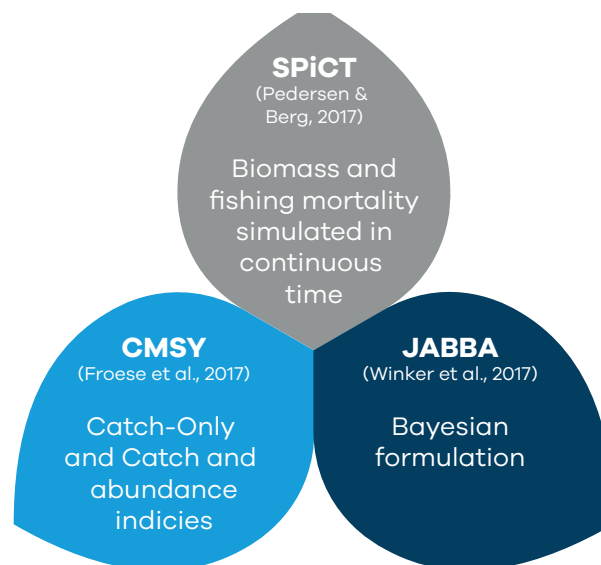 SPiCT
(Pedersen &
Berg, 2017)
Biomass and
fishing mortality
simulated in
continuous
time
CMSY
(Froese et al., 2017)
Catch-Only
and Catch and
abundance
indicies
JABBA
(Winker et al., 2017)
Bayesian
formulation